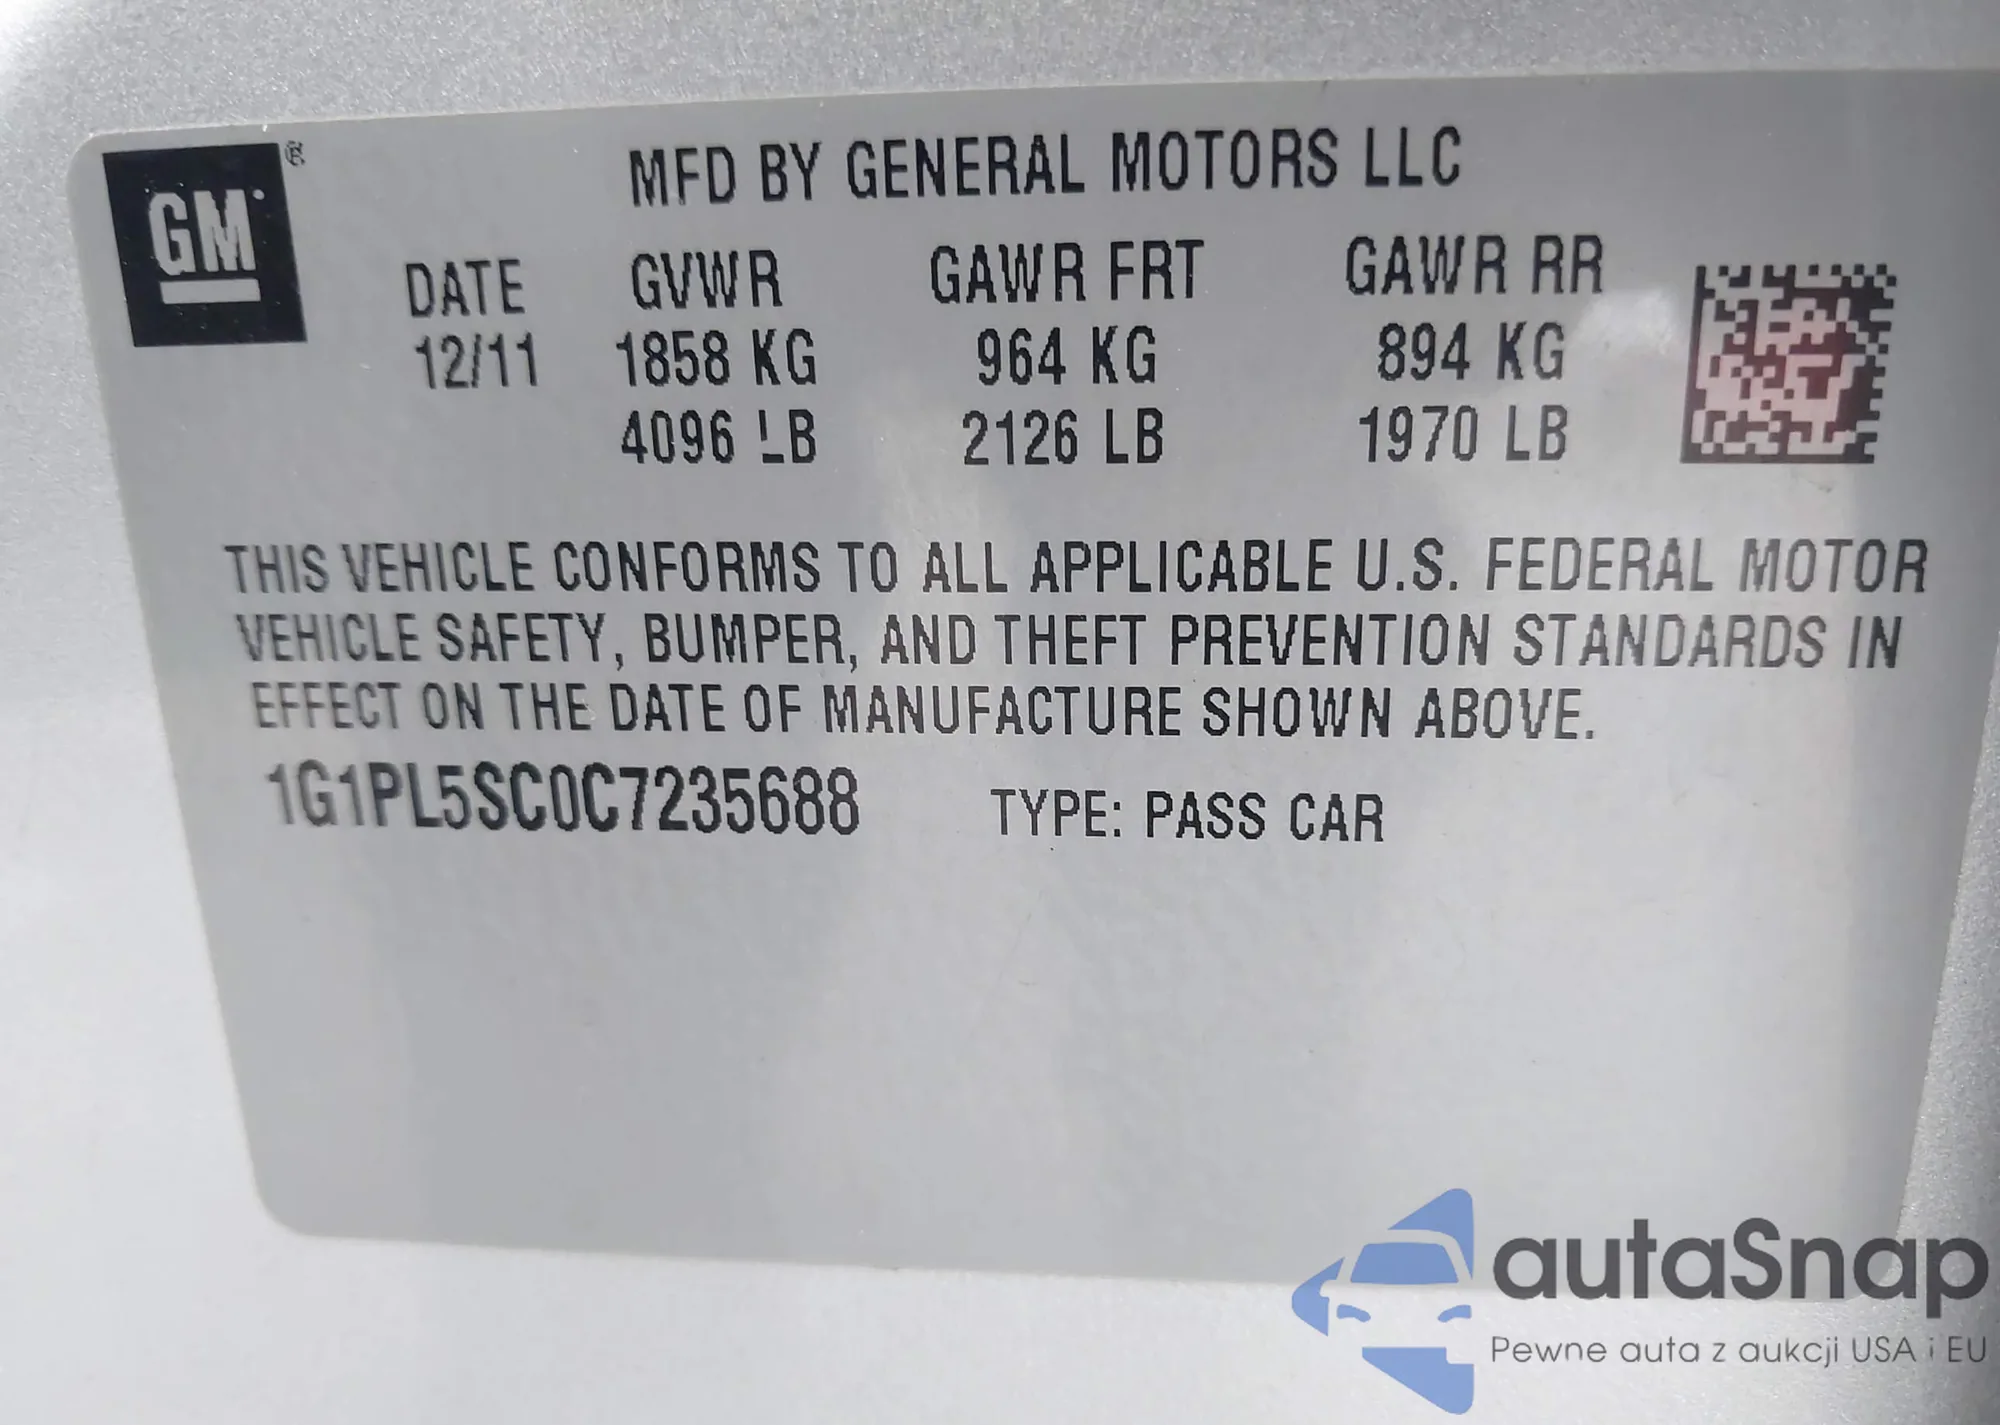 GM
MFD BY GENERAL MOTORS LLC
DATE GVWR GAWR FRT GAWR RR
12/11 1858 KG 964 KG 894 KG
4096 LB 2126 LB 1970 LB
THIS VEHICLE CONFORMS TO ALL APPLICABLE U.S. FEDERAL MOTOR
VEHICLE SAFETY, BUMPER, AND THEFT PREVENTION STANDARDS IN
EFFECT ON THE DATE OF MANUFACTURE SHOWN ABOVE.
1G1PL5SC0C7235688 TYPE: PASS CAR
autaSnap
Pewne auta z aukcji USA i EU